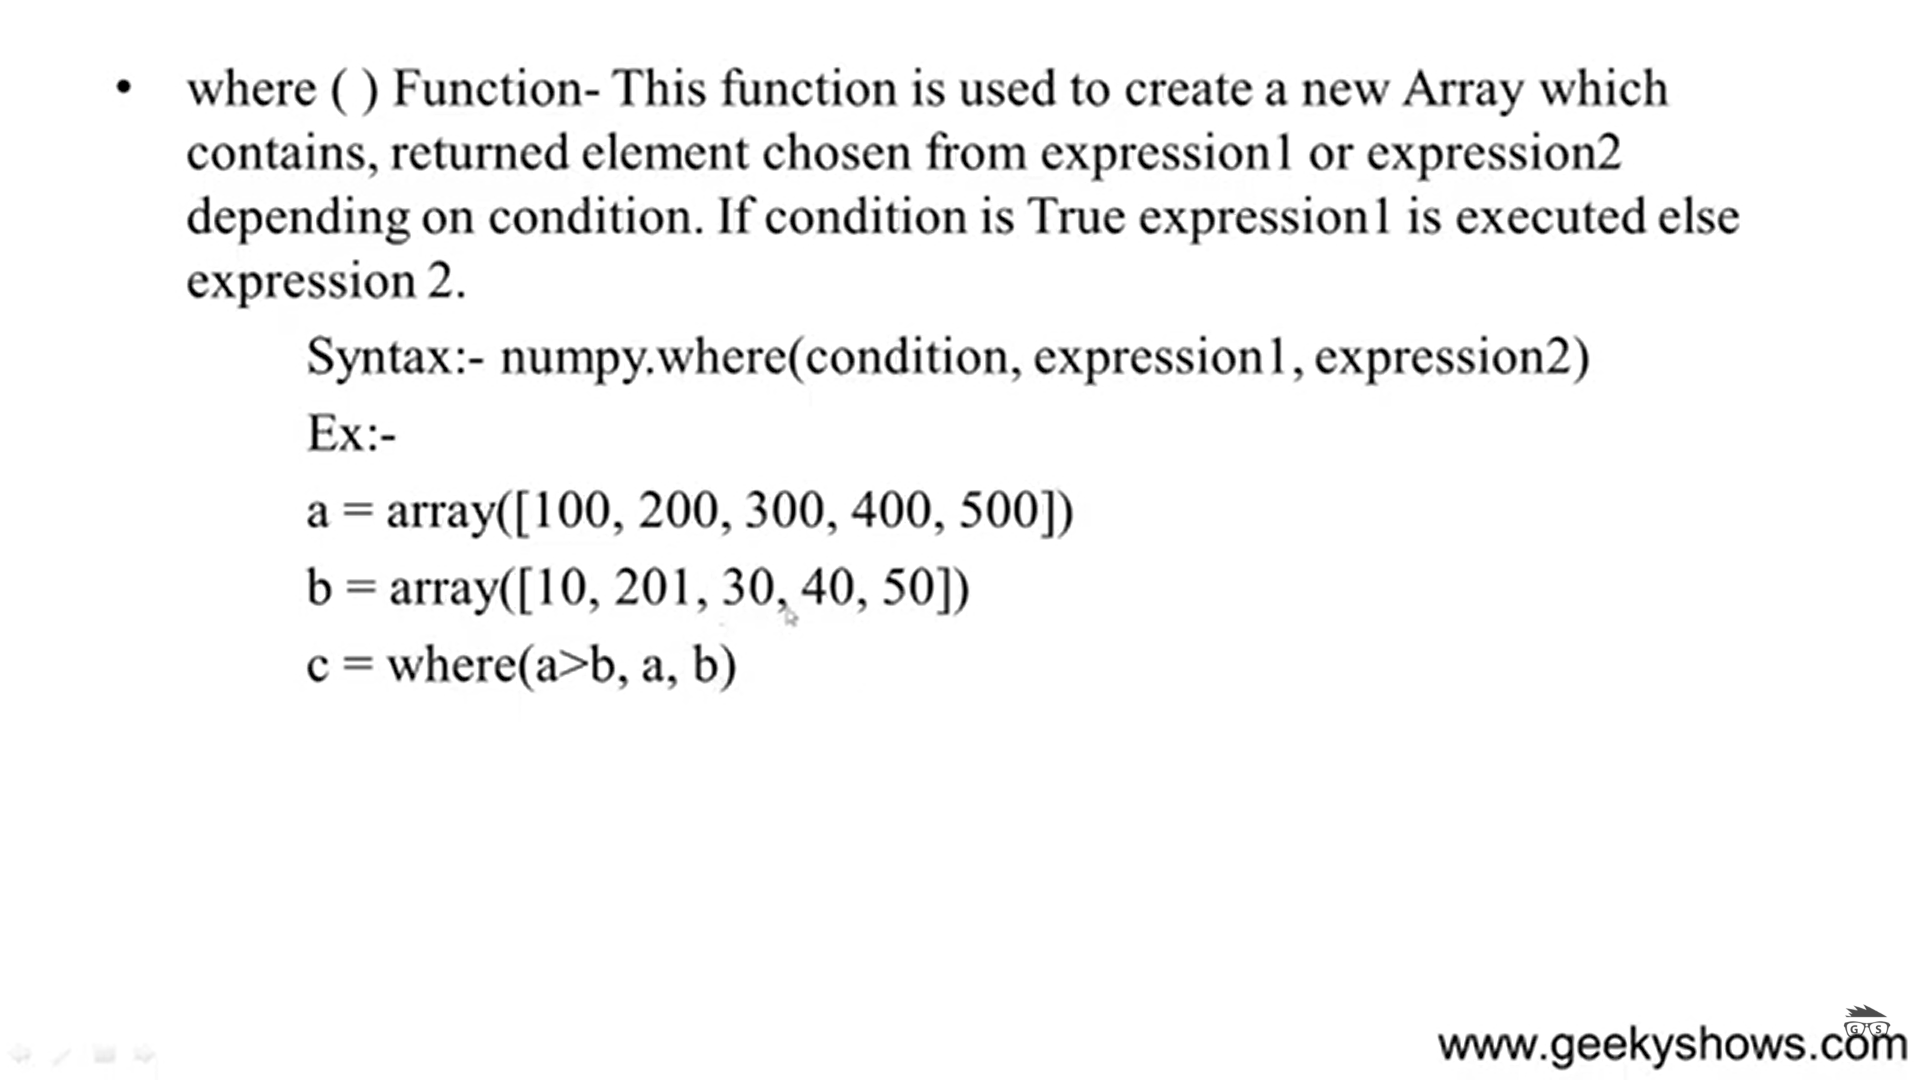 • where ( ) Function- This function is used to create a new Array which
contains, returned element chosen from expression1 or expression2
depending on condition. If condition is True expression1 is executed else
expression 2.
Syntax:- numpy.where(condition, expression1, expression2)
Ex:-
a = array([100, 200, 300, 400, 500])
b = array([10, 201, 30, 40, 50])
c = where(a>b, a, b)
G S
www.geekyshows.com